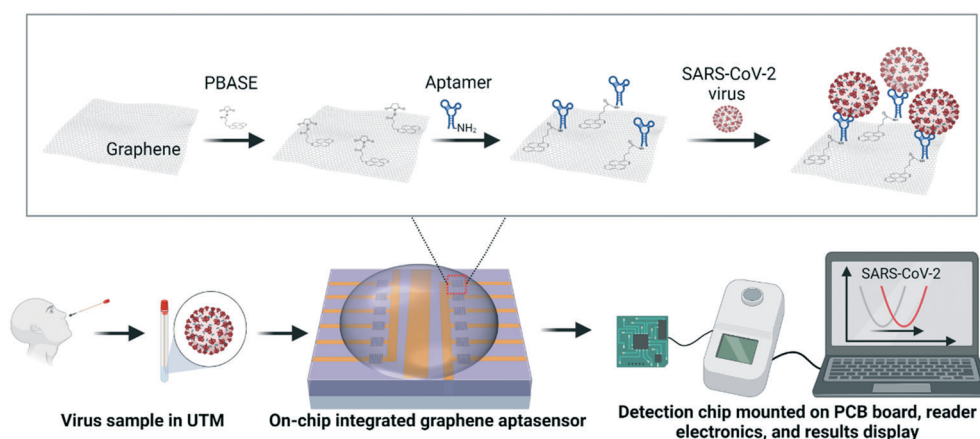 PBASE
Graphene
Aptamer
NH₂
SARS-CoV-2
virus
SARS-CoV-2
Virus sample in UTM
On-chip integrated graphene aptasensor
Detection chip mounted on PCB board, reader
electronics, and results display